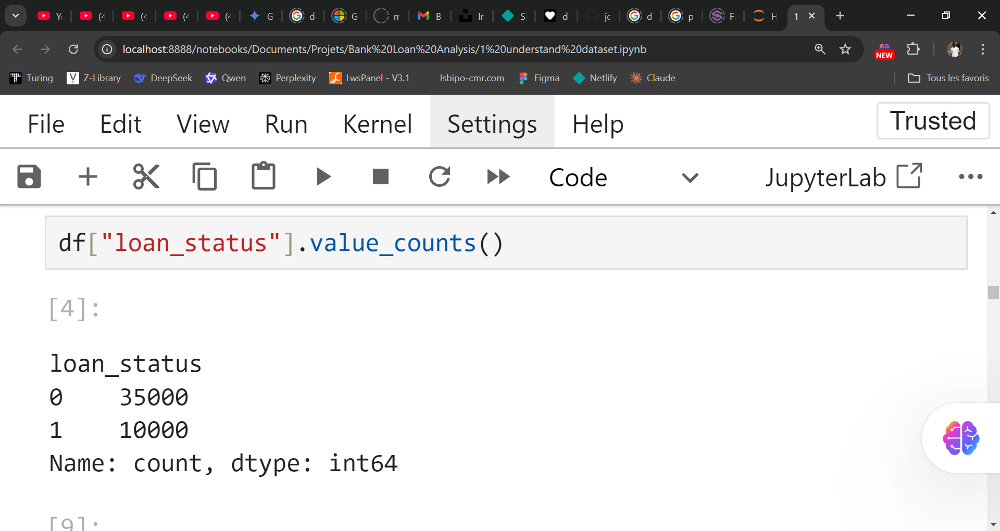 Y
(4
(4
(4
(4
G
d
G
m
B
In
Si
d
jc
d
p
F
H
1
localhost:8888/notebooks/Documents/Projets/Bank%20Loan%20Analysis/1%20understand%20dataset.ipynb
NEW
Turing
Z-Library
DeepSeek
Qwen
Perplexity
LwsPanel - V3.1
Isbipo-cmr.com
Figma
Netlify
Claude
Tous les favoris
File Edit View Run Kernel Settings Help Trusted
Code JupyterLab
df["loan_status"].value_counts()
[4]:
loan_status
0 35000
1 10000
Name: count, dtype: int64
[9]: